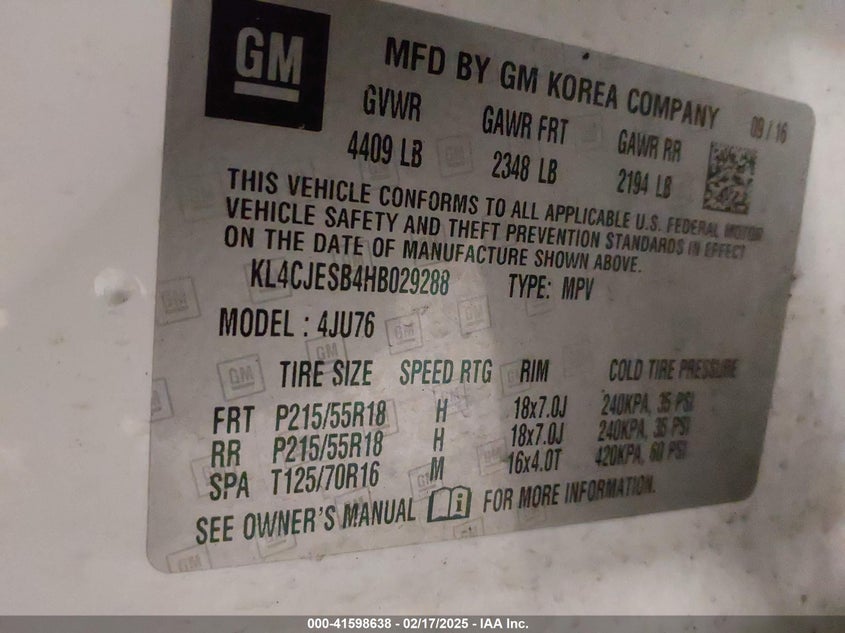 GM
MFD BY GM KOREA COMPANY 09/16
GVWR GAWR FRT GAWR RR
4409 LB 2348 LB 2194 LB
THIS VEHICLE CONFORMS TO ALL APPLICABLE U.S. FEDERAL MOTOR
VEHICLE SAFETY AND THEFT PREVENTION STANDARDS IN EFFECT
ON THE DATE OF MANUFACTURE SHOWN ABOVE.
KL4CJESB4HB029288 TYPE: MPV
MODEL : 4JU76
TIRE SIZE SPEED RTG RIM COLD TIRE PRESSURE
FRT P215/55R18 H 18x7.0J 240KPA, 35 PSI
RR P215/55R18 H 18x7.0J 240KPA, 35 PSI
SPA T125/70R16 M 16x4.0T 420KPA, 60 PSI
SEE OWNER'S MANUAL FOR MORE INFORMATION.
000-41598638 - 02/17/2025 - IAA Inc.